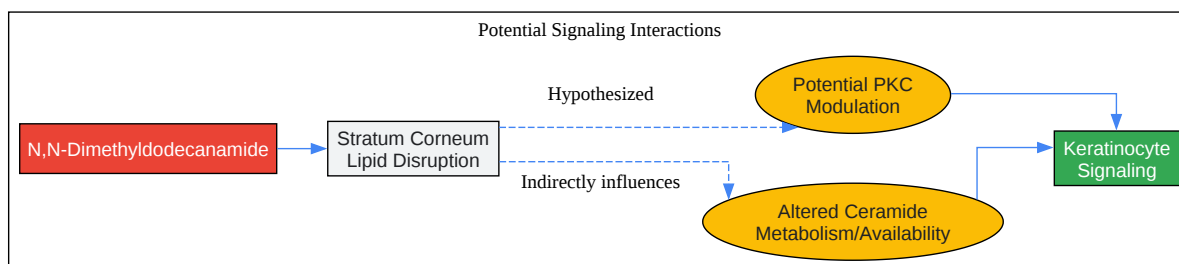 Potential Signaling Interactions
N,N-Dimethyldodecanamide
Stratum Corneum
Lipid Disruption
Hypothesized
Indirectly influences
Potential PKC
Modulation
Altered Ceramide
Metabolism/Availability
Keratinocyte
Signaling